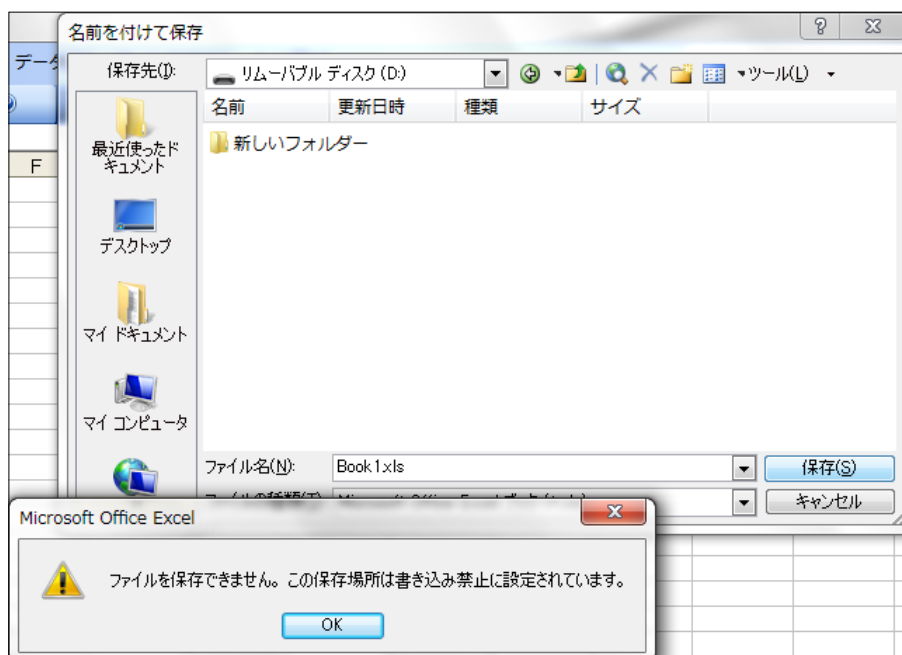 名前を付けて保存
データ
保存先(I):
リムーバブル ディスク (D:)
ツール(L)
名前 更新日時 種類 サイズ
新しいフォルダー
最近使ったド
キュメント
F
デスクトップ
マイ ドキュメント
マイ コンピュータ
ファイル名(N): Book1.xls 保存(S)
キャンセル
Microsoft Office Excel
ファイルを保存できません。この保存場所は書き込み禁止に設定されています。
OK